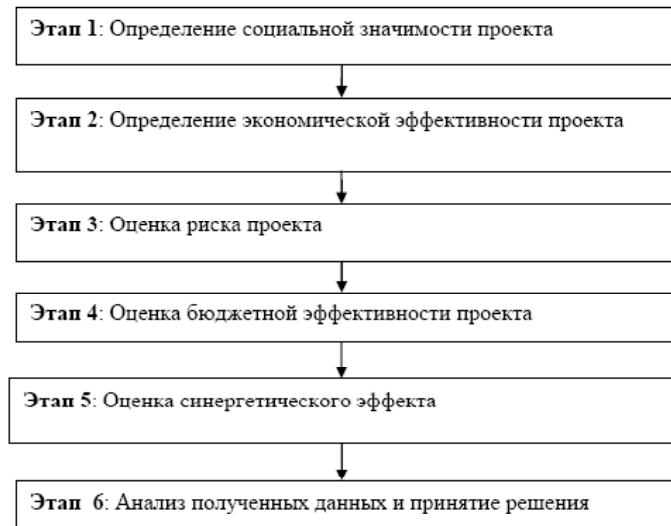 Этап 1: Определение социальной значимости проекта
Этап 2: Определение экономической эффективности проекта
Этап 3: Оценка риска проекта
Этап 4: Оценка бюджетной эффективности проекта
Этап 5: Оценка синергетического эффекта
Этап 6: Анализ полученных данных и принятие решения